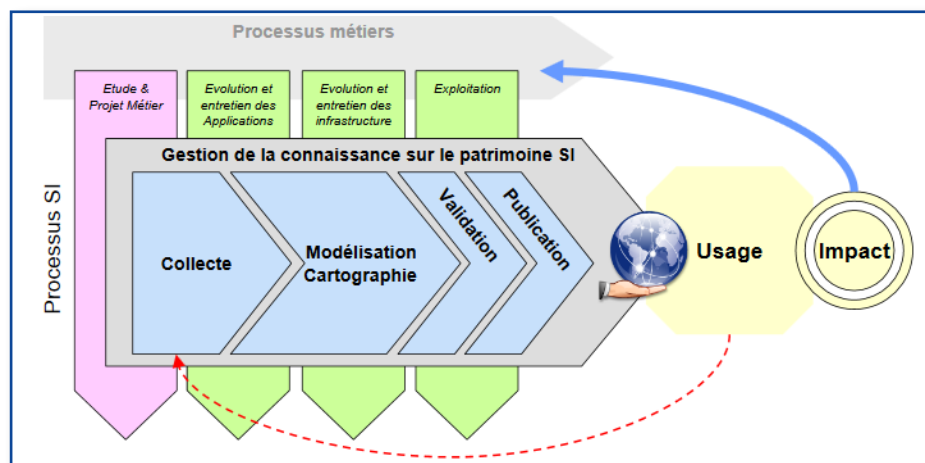 Processus métiers
Etude &
Projet Métier
Evolution et
entretien des
Applications
Evolution et
entretien des
infrastructure
Exploitation
Processus SI
Gestion de la connaissance sur le patrimoine SI
Collecte
Modélisation
Cartographie
Validation
Publication
Usage
Impact